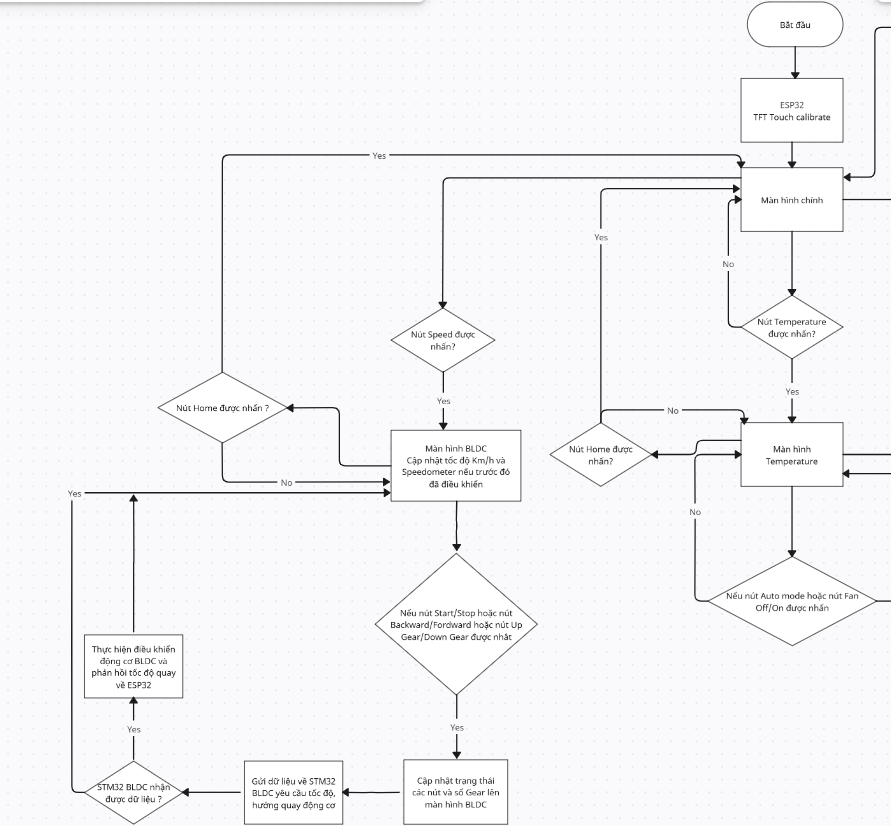 Bắt đầu
ESP32
TFT Touch calibrate
Yes
Màn hình chính
Yes
No
Nút Temperature
được nhấn?
Nút Speed được
nhấn?
Yes
Yes
Nút Home được nhấn ?
No
Màn hình BLDC
Cập nhật tốc độ Km/h và
Speedometer nếu trước đó
đã điều khiển
Nút Home được
nhấn?
Màn hình
Temperature
No
Yes
No
Nếu nút Auto mode hoặc nút Fan
Off/On được nhấn
Nếu nút Start/Stop hoặc nút
Backward/Fordward hoặc nút Up
Gear/Down Gear được nhât
Thực hiện điều khiển
động cơ BLDC và
phản hồi tốc độ quay
về ESP32
Yes
Yes
STM32 BLDC nhận
được dữ liệu ?
Gửi dữ liệu về STM32
BLDC yêu cầu tốc độ,
hướng quay động cơ
Cập nhật trạng thái
các nút và số Gear lên
màn hình BLDC